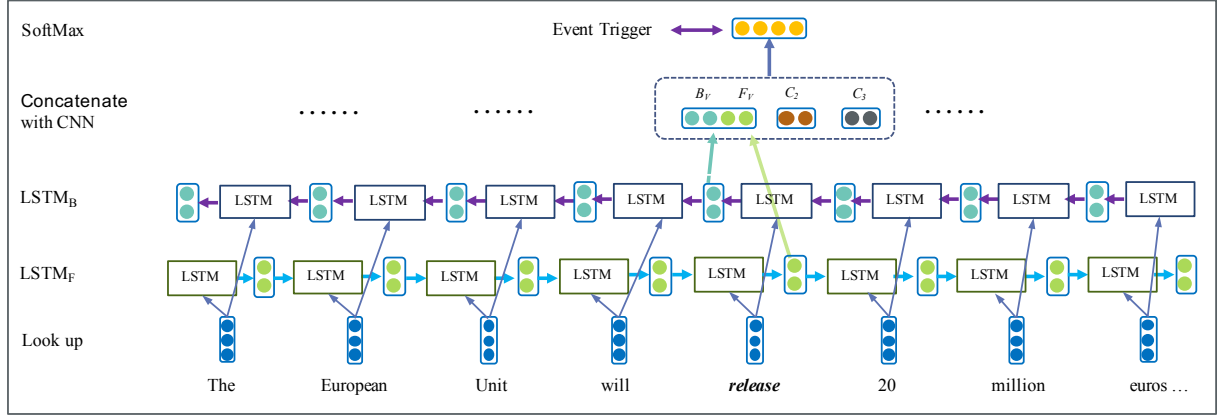 SoftMax
Event Trigger
Concatenate
with CNN
......
......
B_V F_V C_2 C_3
......
LSTM_B
LSTM LSTM LSTM LSTM LSTM LSTM LSTM LSTM
LSTM_F
LSTM LSTM LSTM LSTM LSTM LSTM LSTM LSTM
Look up
The European Unit will release 20 million euros ...